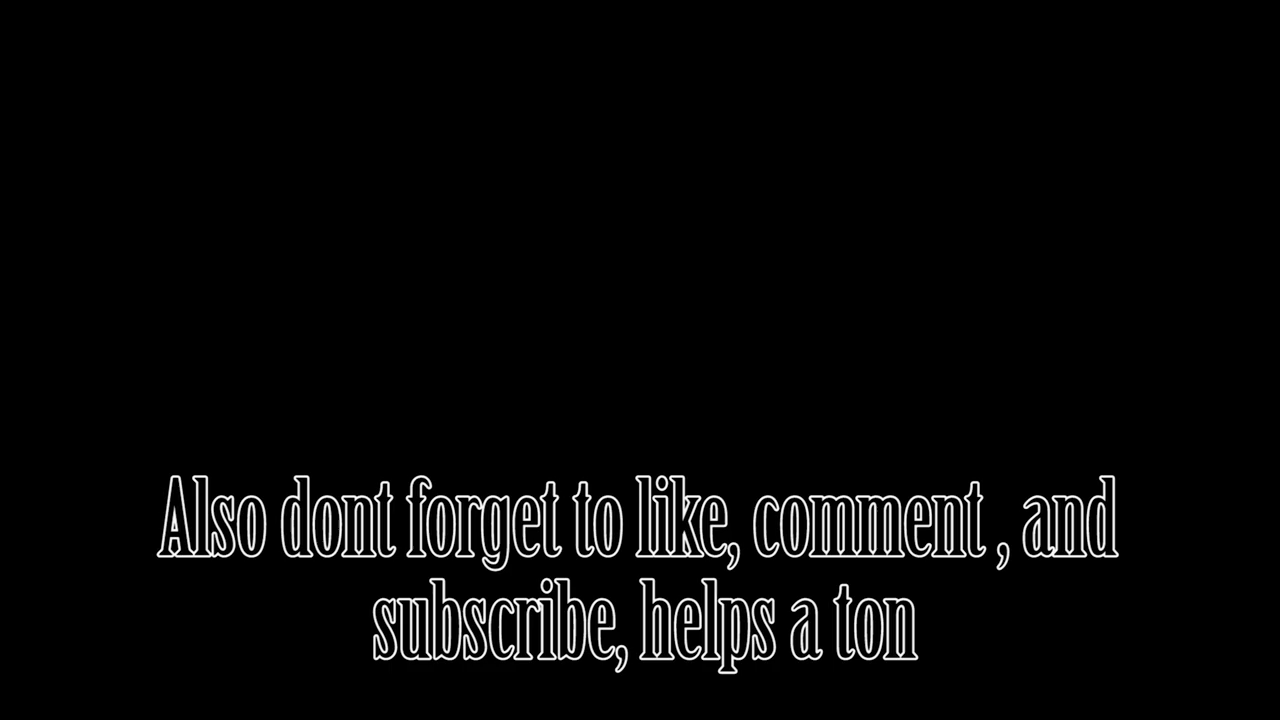 Also dont forget to like, comment , and
subscribe, helps a ton